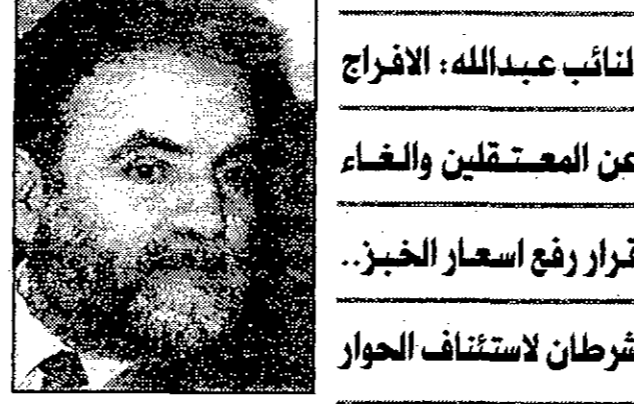 لنائب عبدالله: الافراج
عن المعتقلين والغاء
قرار رفع اسعار الخبز..
شرطان لاستئناف الحوار